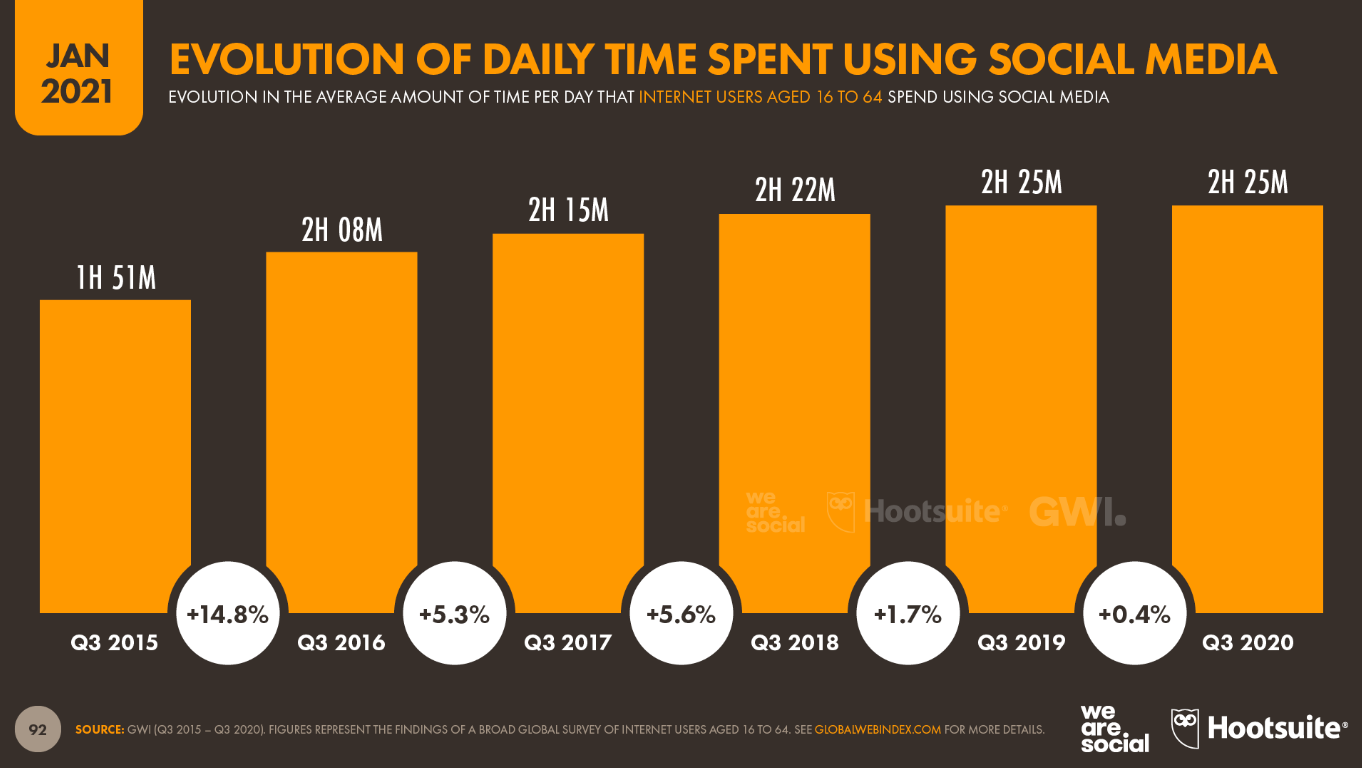 JAN
2021
EVOLUTION OF DAILY TIME SPENT USING SOCIAL MEDIA
EVOLUTION IN THE AVERAGE AMOUNT OF TIME PER DAY THAT INTERNET USERS AGED 16 TO 64 SPEND USING SOCIAL MEDIA
1H 51M
2H 08M
2H 15M
2H 22M
2H 25M
2H 25M
we
are
social
Hootsuite®
GWI.
+14.8%
+5.3%
+5.6%
+1.7%
+0.4%
Q3 2015
Q3 2016
Q3 2017
Q3 2018
Q3 2019
Q3 2020
92
SOURCE: GWI (Q3 2015 – Q3 2020). FIGURES REPRESENT THE FINDINGS OF A BROAD GLOBAL SURVEY OF INTERNET USERS AGED 16 TO 64. SEE GLOBALWEBINDEX.COM FOR MORE DETAILS.
we
are
social
Hootsuite®